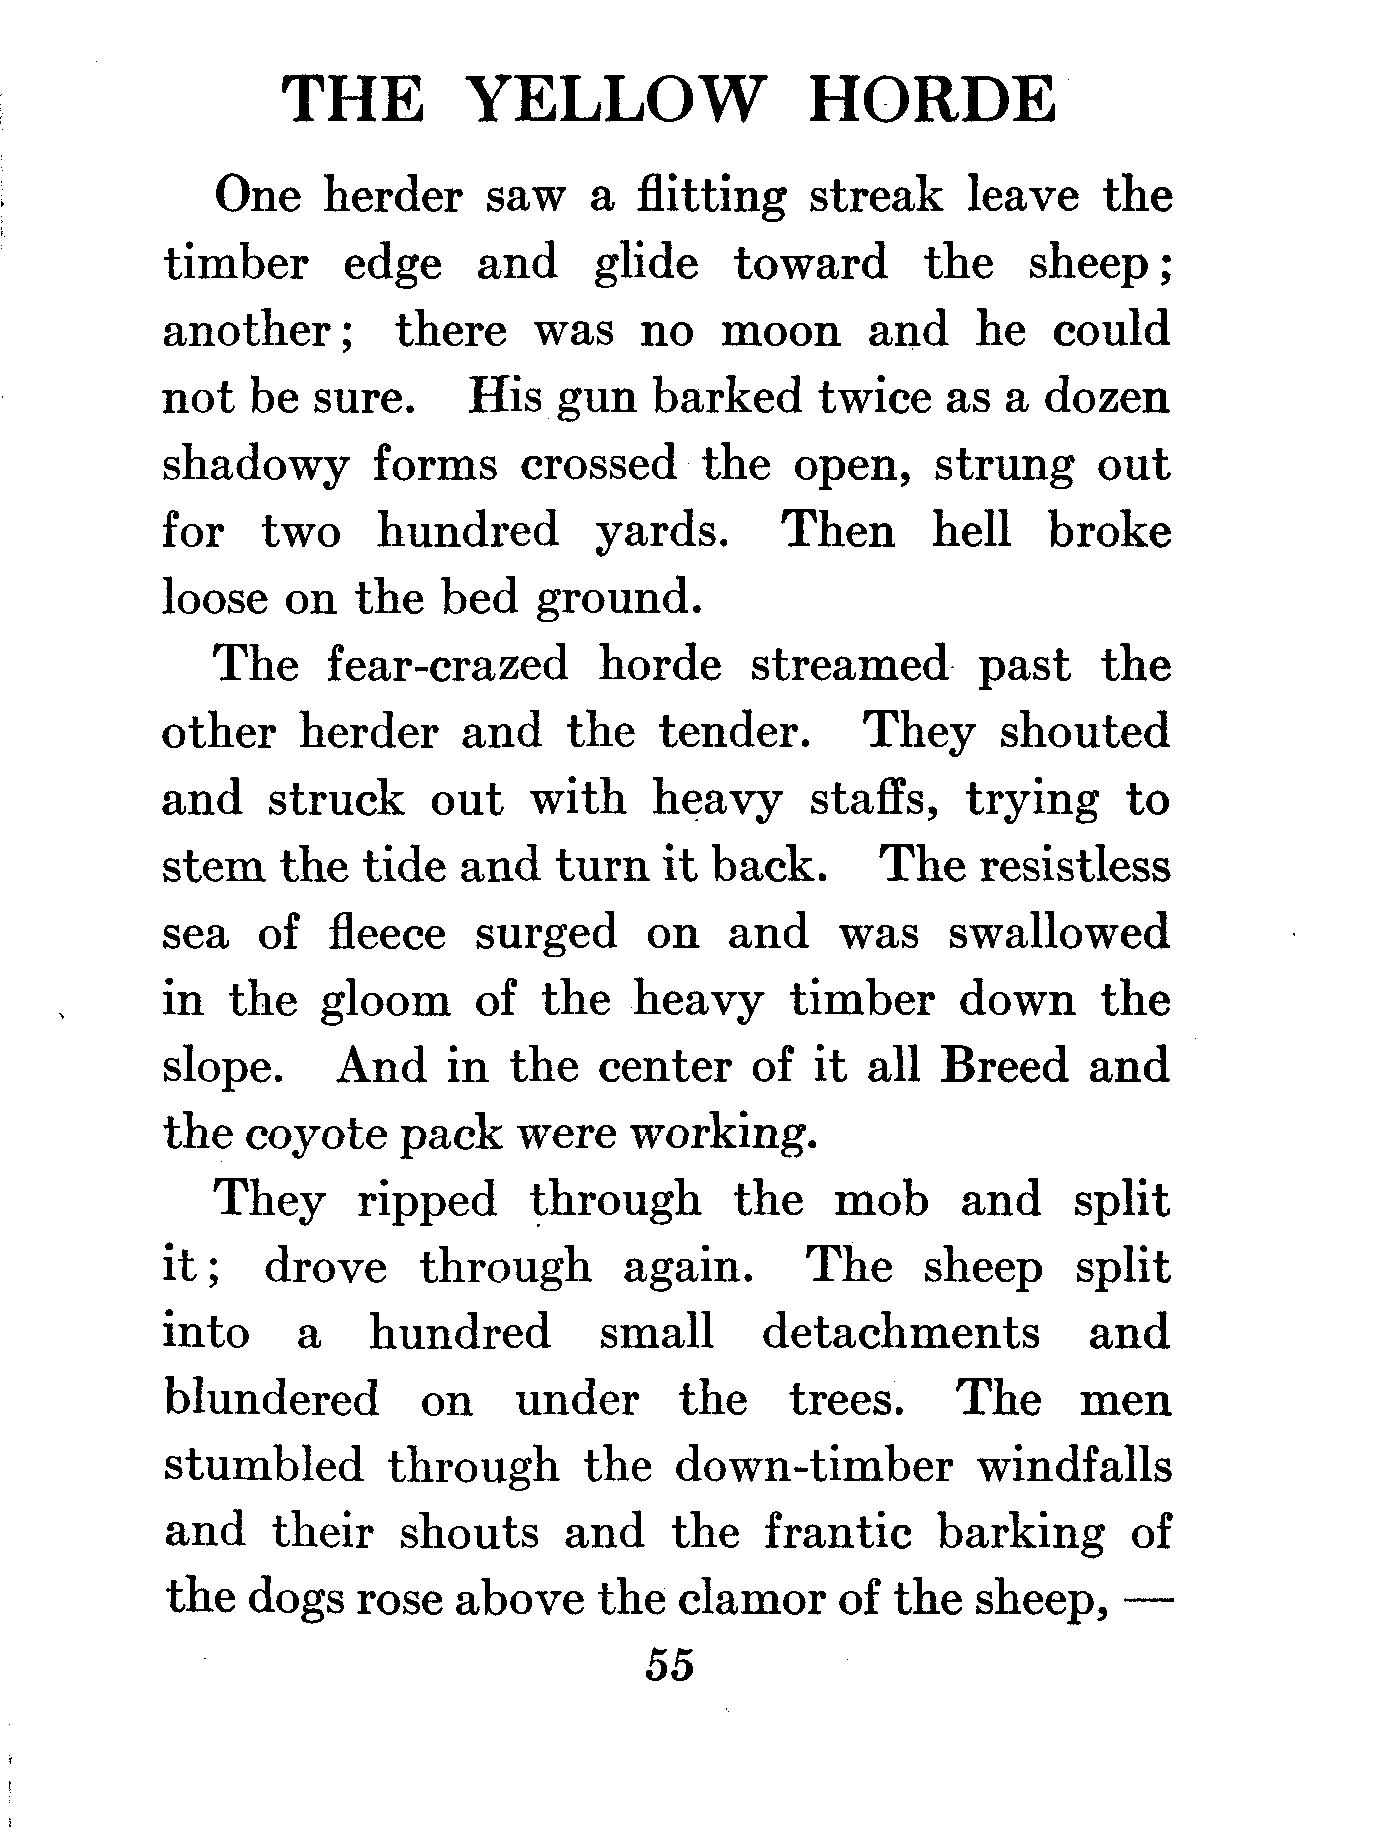 THE YELLOW HORDE
One herder saw a flitting streak leave the
timber edge and glide toward the sheep;
another; there was no moon and he could
not be sure. His gun barked twice as a dozen
shadowy forms crossed the open, strung out
for two hundred yards. Then hell broke
loose on the bed ground.
The fear-crazed horde streamed past the
other herder and the tender. They shouted
and struck out with heavy staffs, trying to
stem the tide and turn it back. The resistless
sea of fleece surged on and was swallowed
in the gloom of the heavy timber down the
slope. And in the center of it all Breed and
the coyote pack were working.
They ripped through the mob and split
it; drove through again. The sheep split
into a hundred small detachments and
blundered on under the trees. The men
stumbled through the down-timber windfalls
and their shouts and the frantic barking of
the dogs rose above the clamor of the sheep, —
55